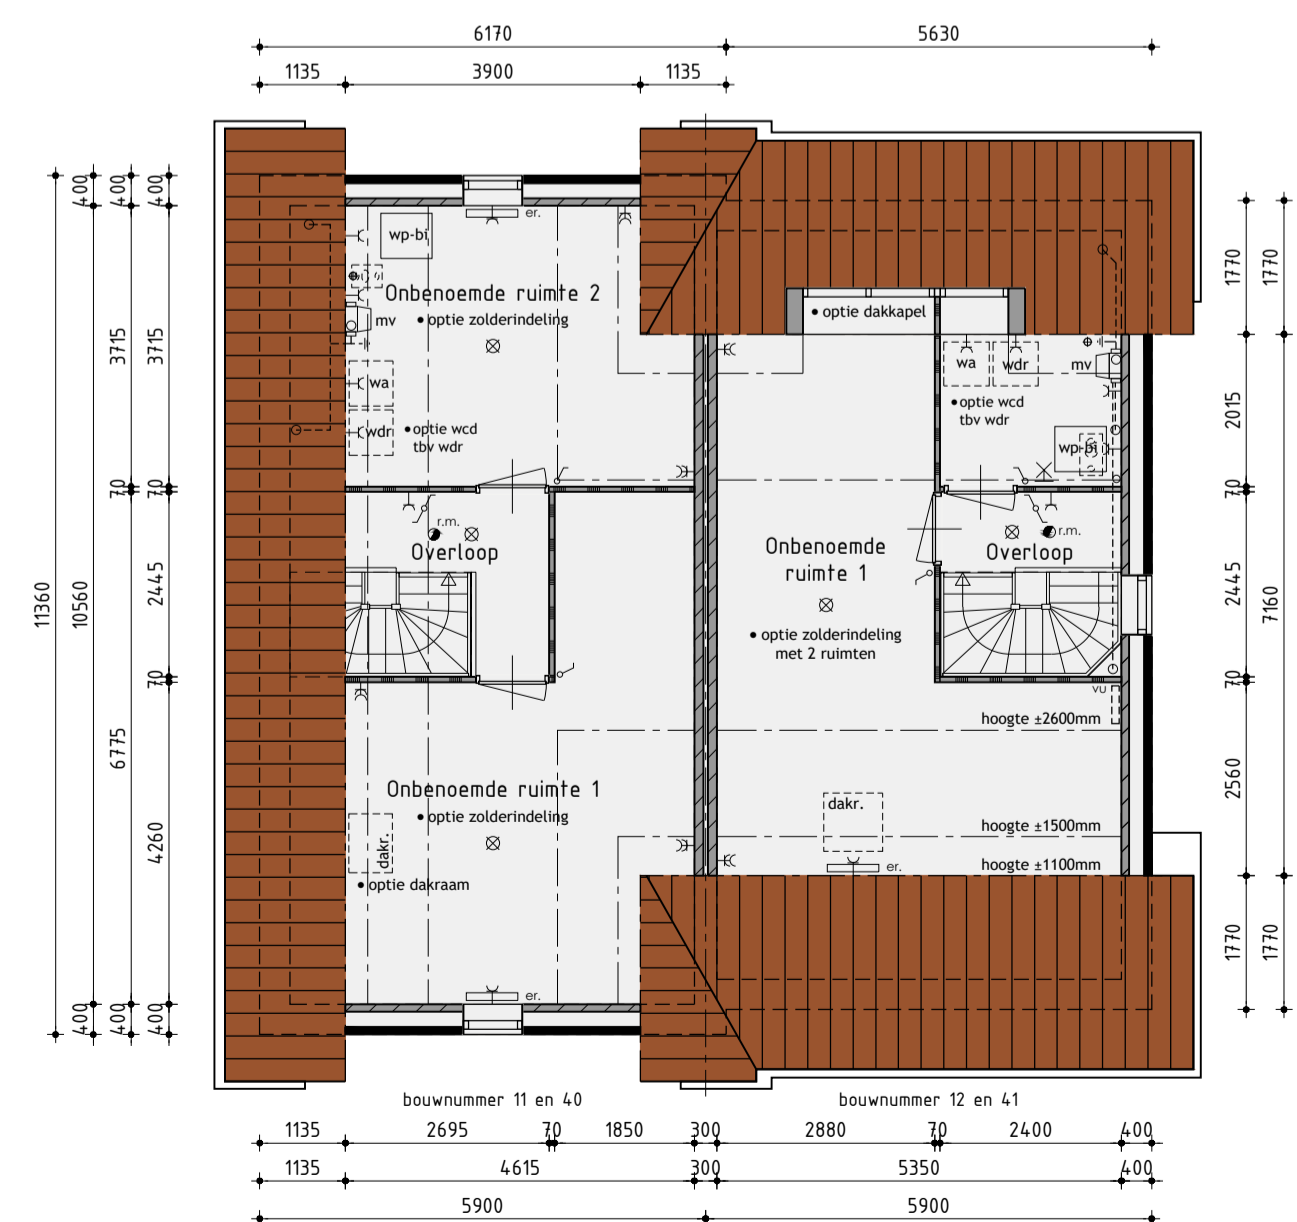 6170
5630
1135
3900
1135
400
400
400
er.
wp-bi
Onbenoemde ruimte 2
• optie zolderindeling
mv
wa
wdr
• optie wcd
tbv wdr
• optie dakkapel
wa
wdr
mv
• optie wcd
tbv wdr
wp-bi
1770
1770
3715
3715
2015
70
70
70
r.m.
Overloop
Onbenoemde
ruimte 1
• optie zolderindeling
met 2 ruimten
r.m.
Overloop
11360
10560
2445
2445
7160
70
70
vu
hoogte ±2600mm
6775
2560
Onbenoemde ruimte 1
• optie zolderindeling
dakr.
• optie dakraam
4260
dakr.
hoogte ±1500mm
er.
hoogte ±1100mm
1770
1770
er.
400
400
400
bouwnummer 11 en 40
bouwnummer 12 en 41
1135
2695
70
1850
300
2880
70
2400
400
1135
4615
300
5350
400
5900
5900